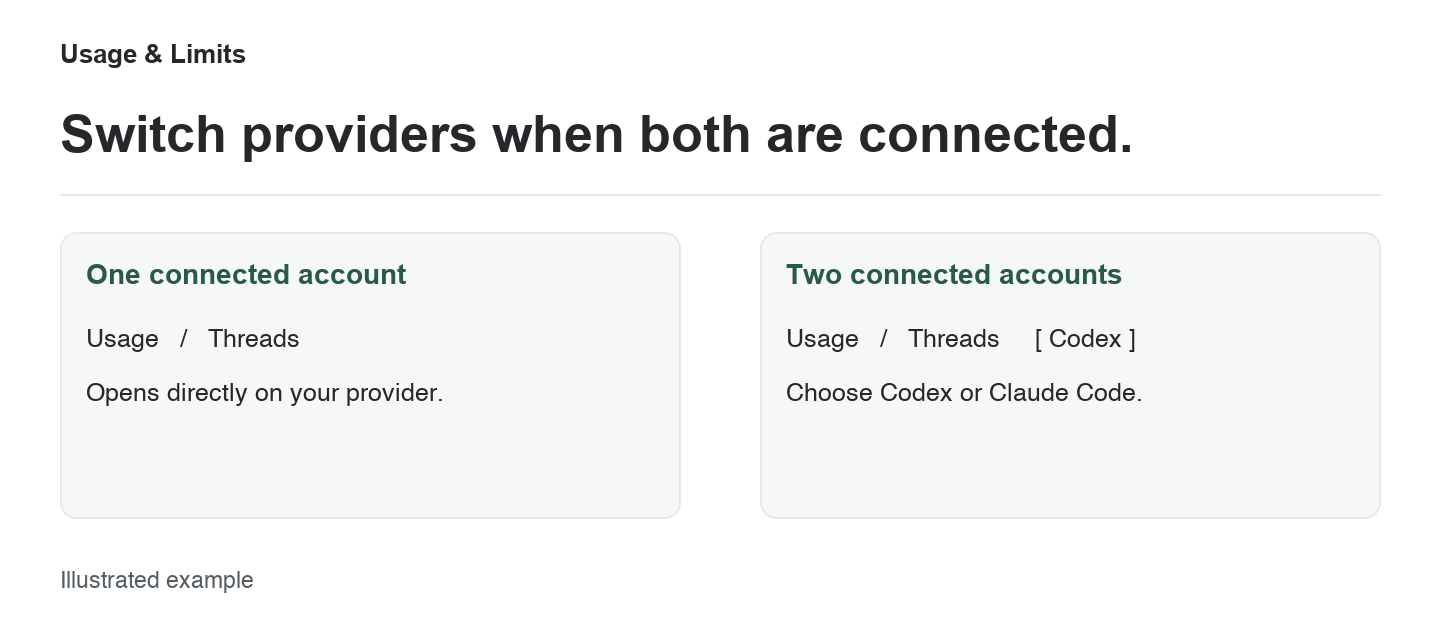 Usage & Limits
Switch providers when both are connected.
One connected account
Usage / Threads
Opens directly on your provider.
Two connected accounts
Usage / Threads [ Codex ]
Choose Codex or Claude Code.
Illustrated example